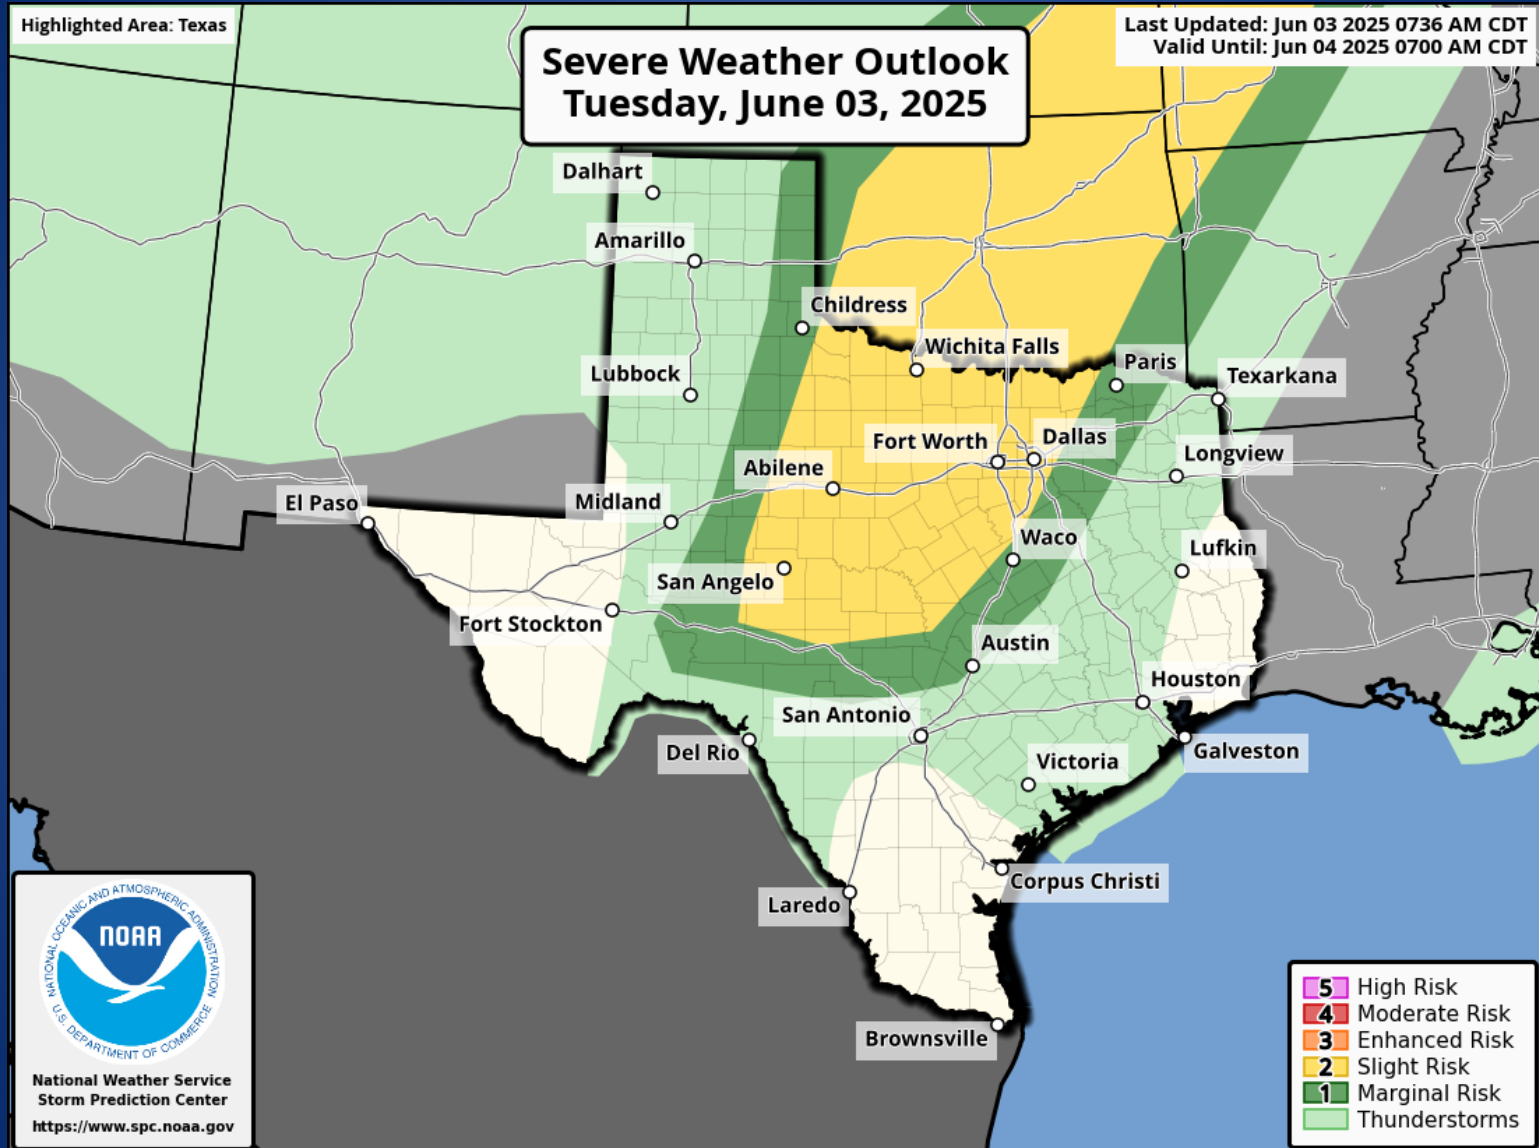 Highlighted Area: Texas
Severe Weather Outlook
Tuesday, June 03, 2025
Last Updated: Jun 03 2025 0736 AM CDT
Valid Until: Jun 04 2025 0700 AM CDT
Dalhart
Amarillo
Childress
Wichita Falls
Paris
Texarkana
Lubbock
Fort Worth
Dallas
Longview
Abilene
Midland
El Paso
Waco
Lufkin
San Angelo
Fort Stockton
Austin
Houston
San Antonio
Del Rio
Galveston
Victoria
Corpus Christi
Laredo
Brownsville
NATIONAL OCEANIC AND ATMOSPHERIC ADMINISTRATION
NOAA
U.S. DEPARTMENT OF COMMERCE
National Weather Service
Storm Prediction Center
https://www.spc.noaa.gov
5 High Risk
4 Moderate Risk
3 Enhanced Risk
2 Slight Risk
1 Marginal Risk
Thunderstorms